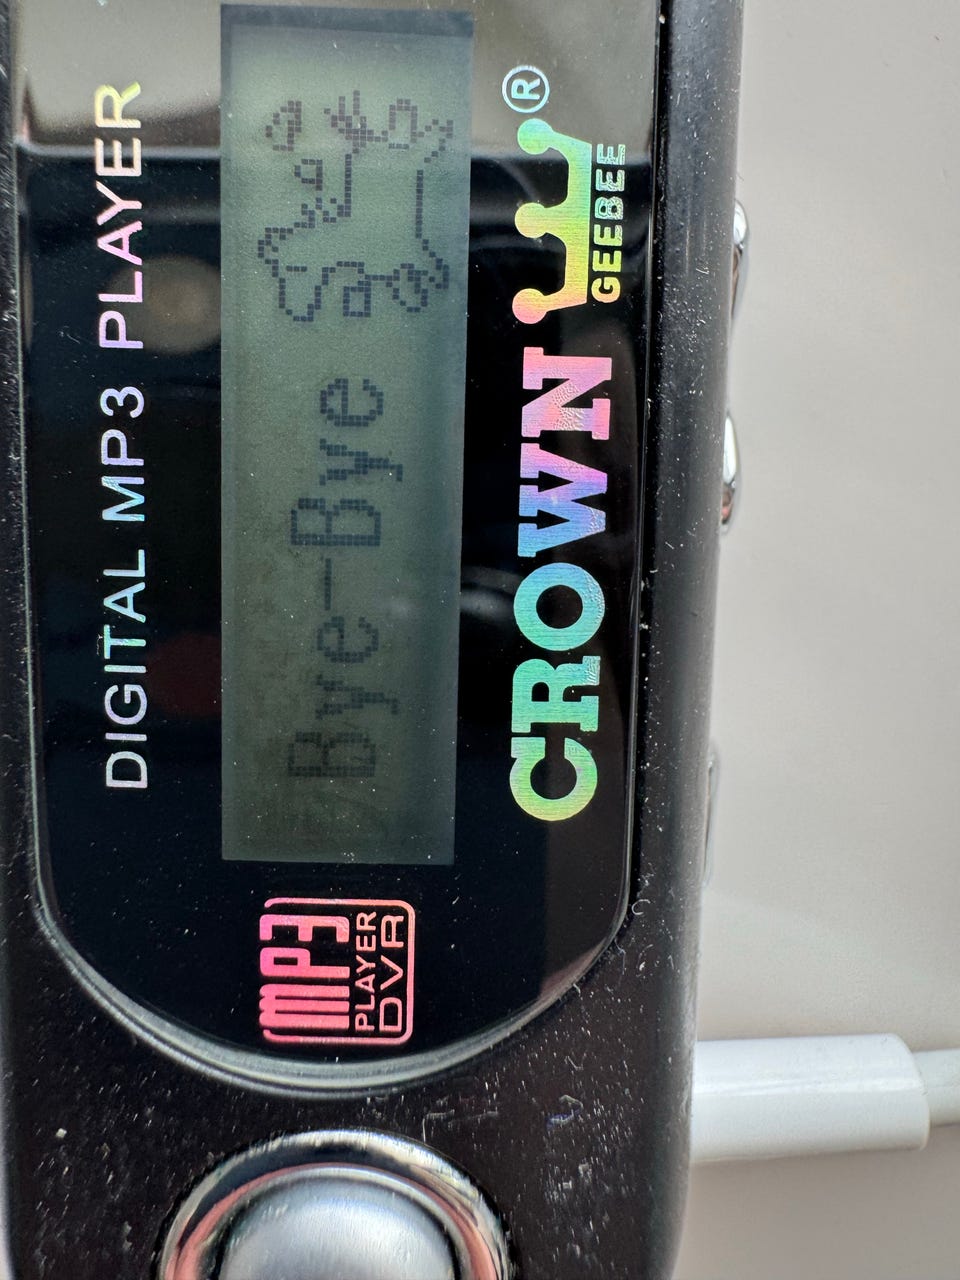 DIGITAL MP3 PLAYER
MP3
PLAYER
DVR
Bye-Bye
CROWN
GEEBEE
®